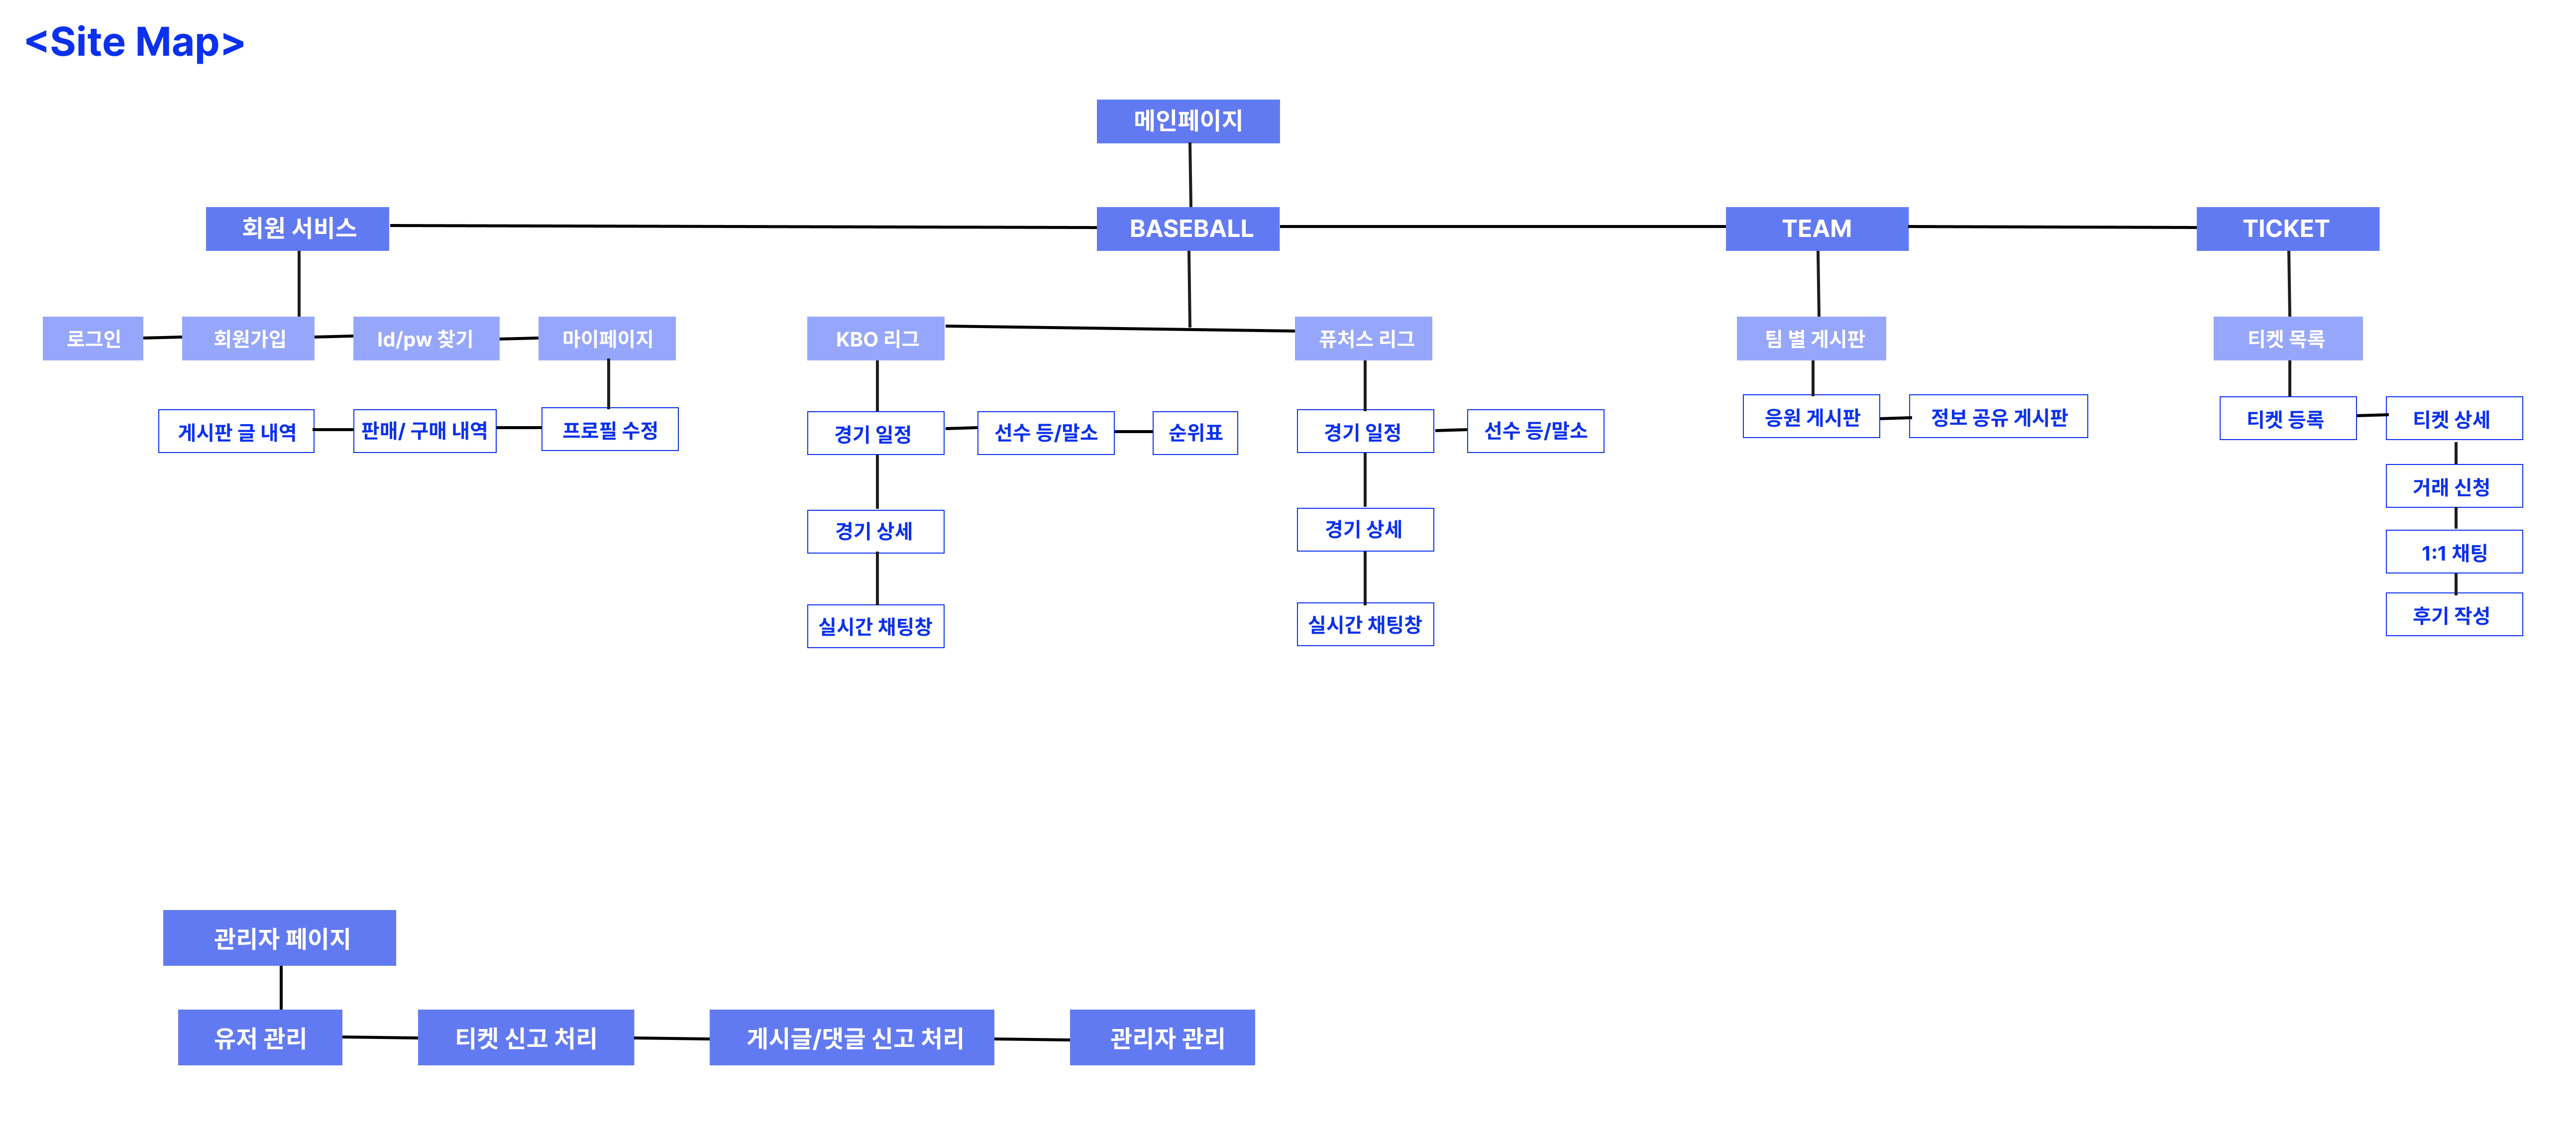 <Site Map>
메인페이지
회원 서비스
BASEBALL
TEAM
TICKET
로그인
회원가입
Id/pw 찾기
마이페이지
KBO 리그
퓨처스 리그
팀 별 게시판
티켓 목록
게시판 글 내역
판매/ 구매 내역
프로필 수정
경기 일정
선수 등/말소
순위표
경기 일정
선수 등/말소
응원 게시판
정보 공유 게시판
티켓 등록
티켓 상세
거래 신청
경기 상세
경기 상세
1:1 채팅
실시간 채팅창
실시간 채팅창
후기 작성
관리자 페이지
유저 관리
티켓 신고 처리
게시글/댓글 신고 처리
관리자 관리